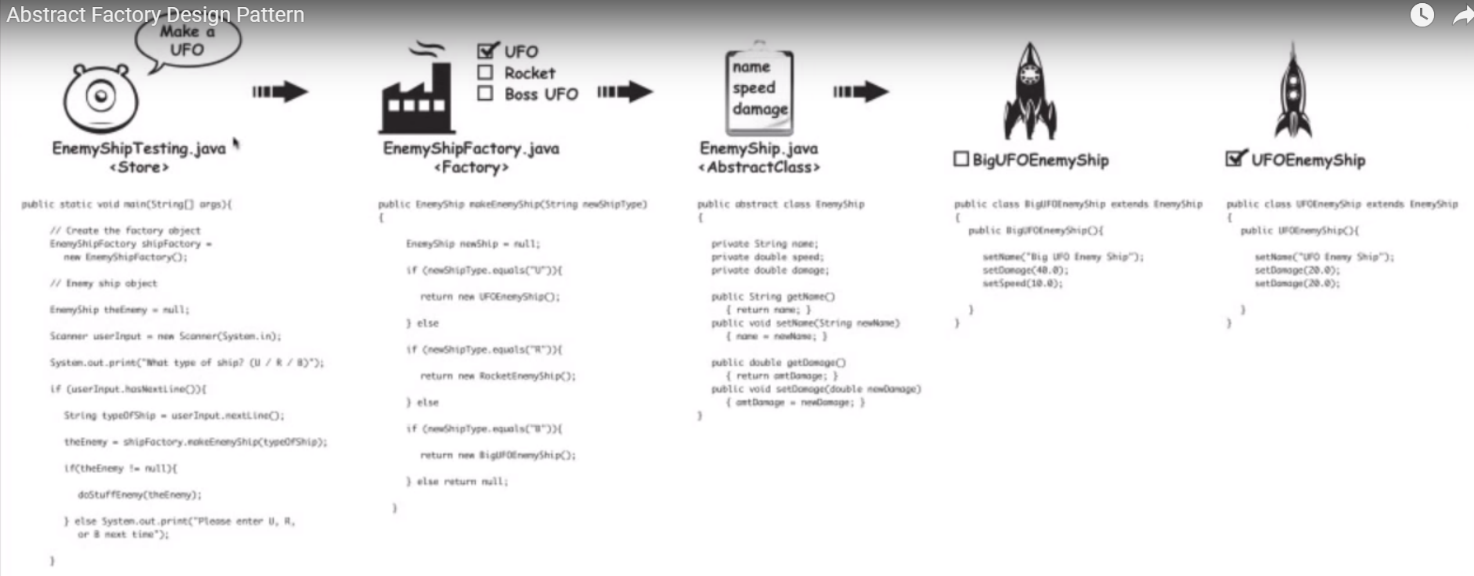 Abstract Factory Design Pattern
Make a
UFO
EnemyShipTesting.java
<Store>
public static void main(String[] args){
// Create the factory object
EnemyShipFactory shipFactory =
new EnemyShipFactory();
// Enemy ship object
EnemyShip theEnemy = null;
Scanner userInput = new Scanner(System.in);
System.out.print("What type of ship? (U / R / B)");
if (userInput.hasNextLine()){
String typeOfShip = userInput.nextLine();
theEnemy = shipFactory.makeEnemyShip(typeOfShip);
if(theEnemy != null){
doStuffEnemy(theEnemy);
} else System.out.print("Please enter U, R,
or B next time");
}
UFO
Rocket
Boss UFO
EnemyShipFactory.java
<Factory>
public EnemyShip makeEnemyShip(String newShipType)
{
EnemyShip newShip = null;
if (newShipType.equals("U")){
return new UFOEnemyShip();
} else
if (newShipType.equals("R")){
return new RocketEnemyShip();
} else
if (newShipType.equals("B")){
return new BigUFOEnemyShip();
} else return null;
}
name
speed
damage
EnemyShip.java
<AbstractClass>
public abstract class EnemyShip
{
private String name;
private double speed;
private double damage;
public String getName()
{ return name; }
public void setName(String newName)
{ name = newName; }
public double getDamage()
{ return amtDamage; }
public void setDamage(double newDamage)
{ amtDamage = newDamage; }
}
BigUFOEnemyShip
public class BigUFOEnemyShip extends EnemyShip
{
public BigUFOEnemyShip(){
setName("Big UFO Enemy Ship");
setDamage(40.0);
setSpeed(10.0);
}
}
UFOEnemyShip
public class UFOEnemyShip extends EnemyShip
{
public UFOEnemyShip(){
setName("UFO Enemy Ship");
setDamage(20.0);
setDamage(20.0);
}
}